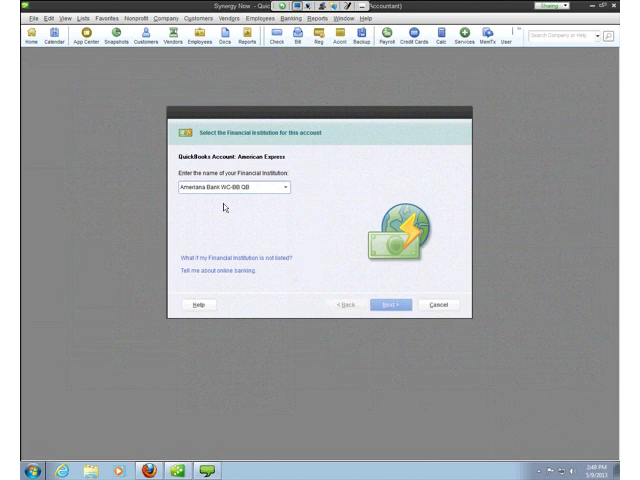 Synergy Now - Quic
Accountant)
Sharing
File Edit View Lists Favorites Nonprofit Company Customers Vendors Employees Banking Reports Window Help
Home Calendar App Center Snapshots Customers Vendors Employees Docs Reports Check Bill Reg Accnt Backup Payroll Credit Cards Calc Services MemTx User
Search Company or Help
Select the Financial Institution for this account
QuickBooks Account: American Express
Enter the name of your Financial Institution:
Ameriana Bank WC-BB QB
What if my Financial Institution is not listed?
Tell me about online banking.
Help
< Back Next > Cancel
2:48 PM
5/9/2013